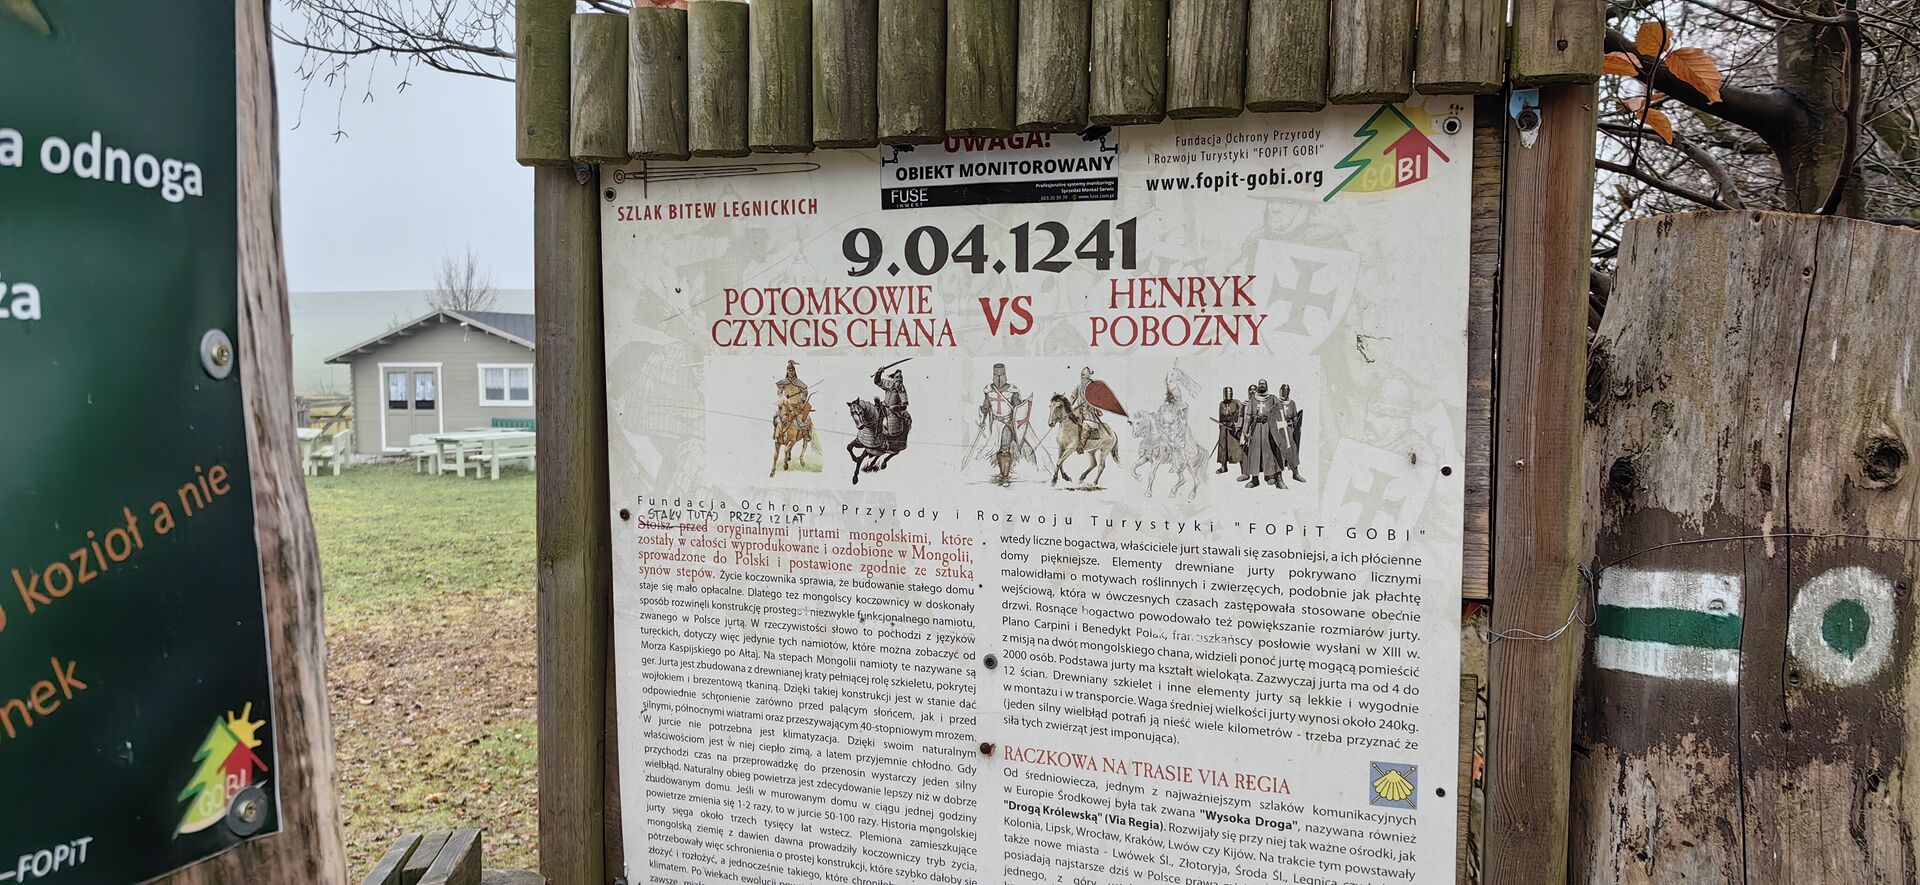 a odnoga
ża
kozioł a nie
nek
GOBI
–FOPiT
UWAGA!
OBIEKT MONITOROWANY
FUSE
INWEST
Profesjonalne systemy monitoringu
Sprzedaż Montaż Serwis
SZLAK BITEW LEGNICKICH
Fundacja Ochrony Przyrody
i Rozwoju Turystyki "FOPiT GOBI"
www.fopit-gobi.org
GOBI
9.04.1241
POTOMKOWIE
CZYNGIS CHANA
VS
HENRYK
POBOŻNY
Fundacja Ochrony Przyrody i Rozwoju Turystyki "FOPiT GOBI"
STAŁY TUTAJ PRZEZ 12 LAT
Stoisz przed oryginalnymi jurtami mongolskimi, które
zostały w całości wyprodukowane i ozdobione w Mongolii,
sprowadzone do Polski i postawione zgodnie ze sztuką
synów stepów. Życie koczownika sprawia, że budowanie stałego domu
staje się mało opłacalne. Dlatego też mongolscy koczownicy w doskonały
sposób rozwinęli konstrukcję prostego i niezwykle funkcjonalnego namiotu,
zwanego w Polsce jurtą. W rzeczywistości słowo to pochodzi z języków
tureckich, dotyczy więc jedynie tych namiotów, które można zobaczyć od
Morza Kaspijskiego po Ałtaj. Na stepach Mongolii namioty te nazywane są
ger. Jurta jest zbudowana z drewnianej kraty pełniącej rolę szkieletu, pokrytej
wojłokiem i brezentową tkaniną. Dzięki takiej konstrukcji jest w stanie dać
odpowiednie schronienie zarówno przed palącym słońcem, jak i przed
silnymi, północnymi wiatrami oraz przeszywającym 40-stopniowym mrozem.
W jurcie nie potrzebna jest klimatyzacja. Dzięki swoim naturalnym
właściwościom jest w niej ciepło zimą, a latem przyjemnie chłodno. Gdy
przychodzi czas na przeprowadzkę do przenosin wystarczy jeden silny
wielbłąd. Naturalny obieg powietrza jest zdecydowanie lepszy niż w dobrze
zbudowanym domu. Jeśli w murowanym domu w ciągu jednej godziny
powietrze zmienia się 1-2 razy, to w jurcie 50-100 razy. Historia mongolskiej
jurty sięga około trzech tysięcy lat wstecz. Plemiona zamieszkujące
mongolską ziemię z dawien dawna prowadziły koczowniczy tryb życia,
potrzebowały więc schronienia o prostej konstrukcji, które szybko dałoby się
złożyć i rozłożyć, a jednocześnie takiego, które
klimatem. Po wiekach ewolucji
zawsze
wtedy liczne bogactwa, właściciele jurt stawali się zasobniejsi, a ich płócienne
domy piękniejsze. Elementy drewniane jurty pokrywano licznymi
malowidłami o motywach roślinnych i zwierzęcych, podobnie jak płachtę
wejściową, która w ówczesnych czasach zastępowała stosowane obecnie
drzwi. Rosnące bogactwo powodowało też powiększanie rozmiarów jurty.
Plano Carpini i Benedykt Polak, franciszkańscy posłowie wysłani w XIII w.
z misją na dwór mongolskiego chana, widzieli ponoć jurtę mogącą pomieścić
2000 osób. Podstawa jurty ma kształt wielokąta. Zazwyczaj jurta ma od 4 do
12 ścian. Drewniany szkielet i inne elementy jurty są lekkie i wygodne
w montażu i w transporcie. Waga średniej wielkości jurty wynosi około 240kg.
(jeden silny wielbłąd potrafi ją nieść wiele kilometrów - trzeba przyznać że
siła tych zwierząt jest imponująca).
RACZKOWA NA TRASIE VIA REGIA
Od średniowiecza, jednym z najważniejszym szlaków komunikacyjnych
w Europie Środkowej była tak zwana "Wysoka Droga", nazywana również
"Drogą Królewską" (Via Regia). Rozwijały się przy niej tak ważne ośrodki, jak
Kolonia, Lipsk, Wrocław, Kraków, Lwów czy Kijów. Na trakcie tym powstawały
także nowe miasta - Lwówek Śl., Złotoryja, Środa Śl., Legnica
posiadają najstarsze dziś w Polsce prawa
jednego, z góry